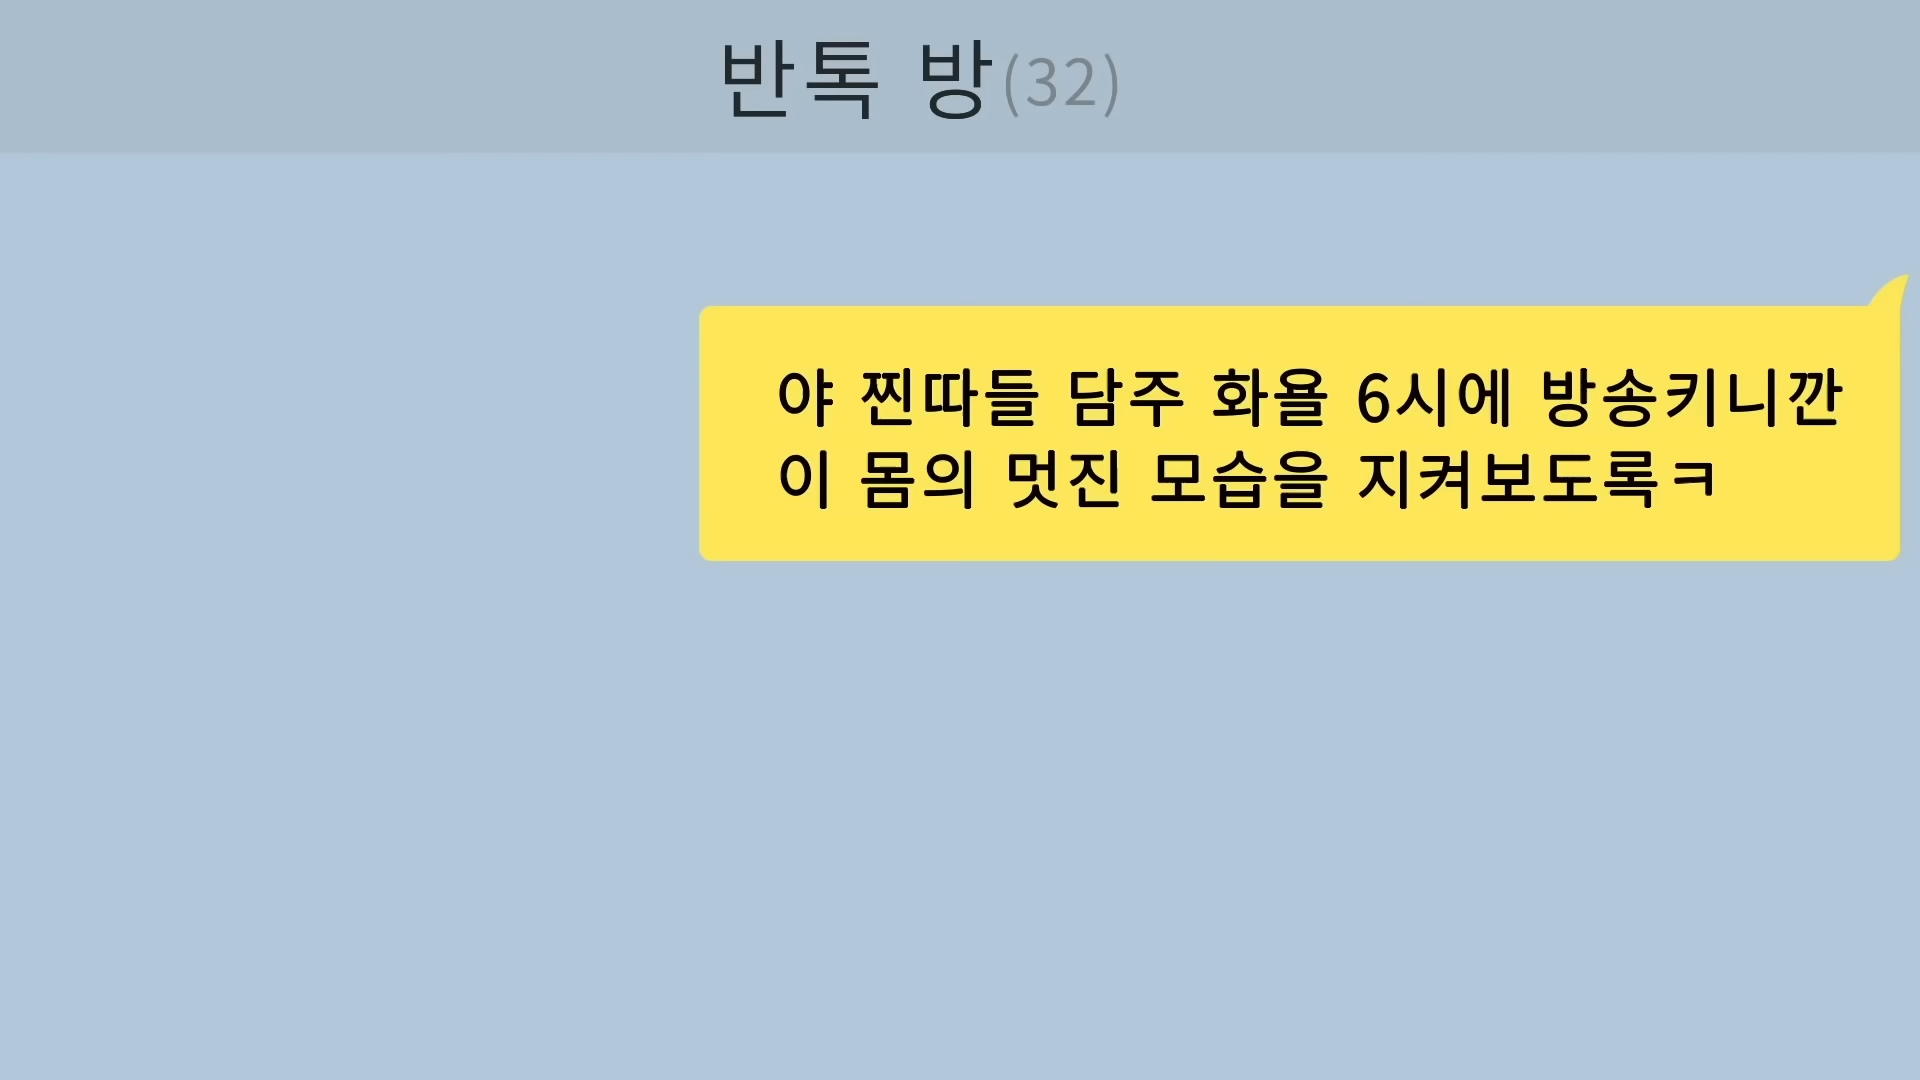 반톡 방(32)
야 찐따들 담주 화욜 6시에 방송키니깐
이 몸의 멋진 모습을 지켜보도록ㅋ